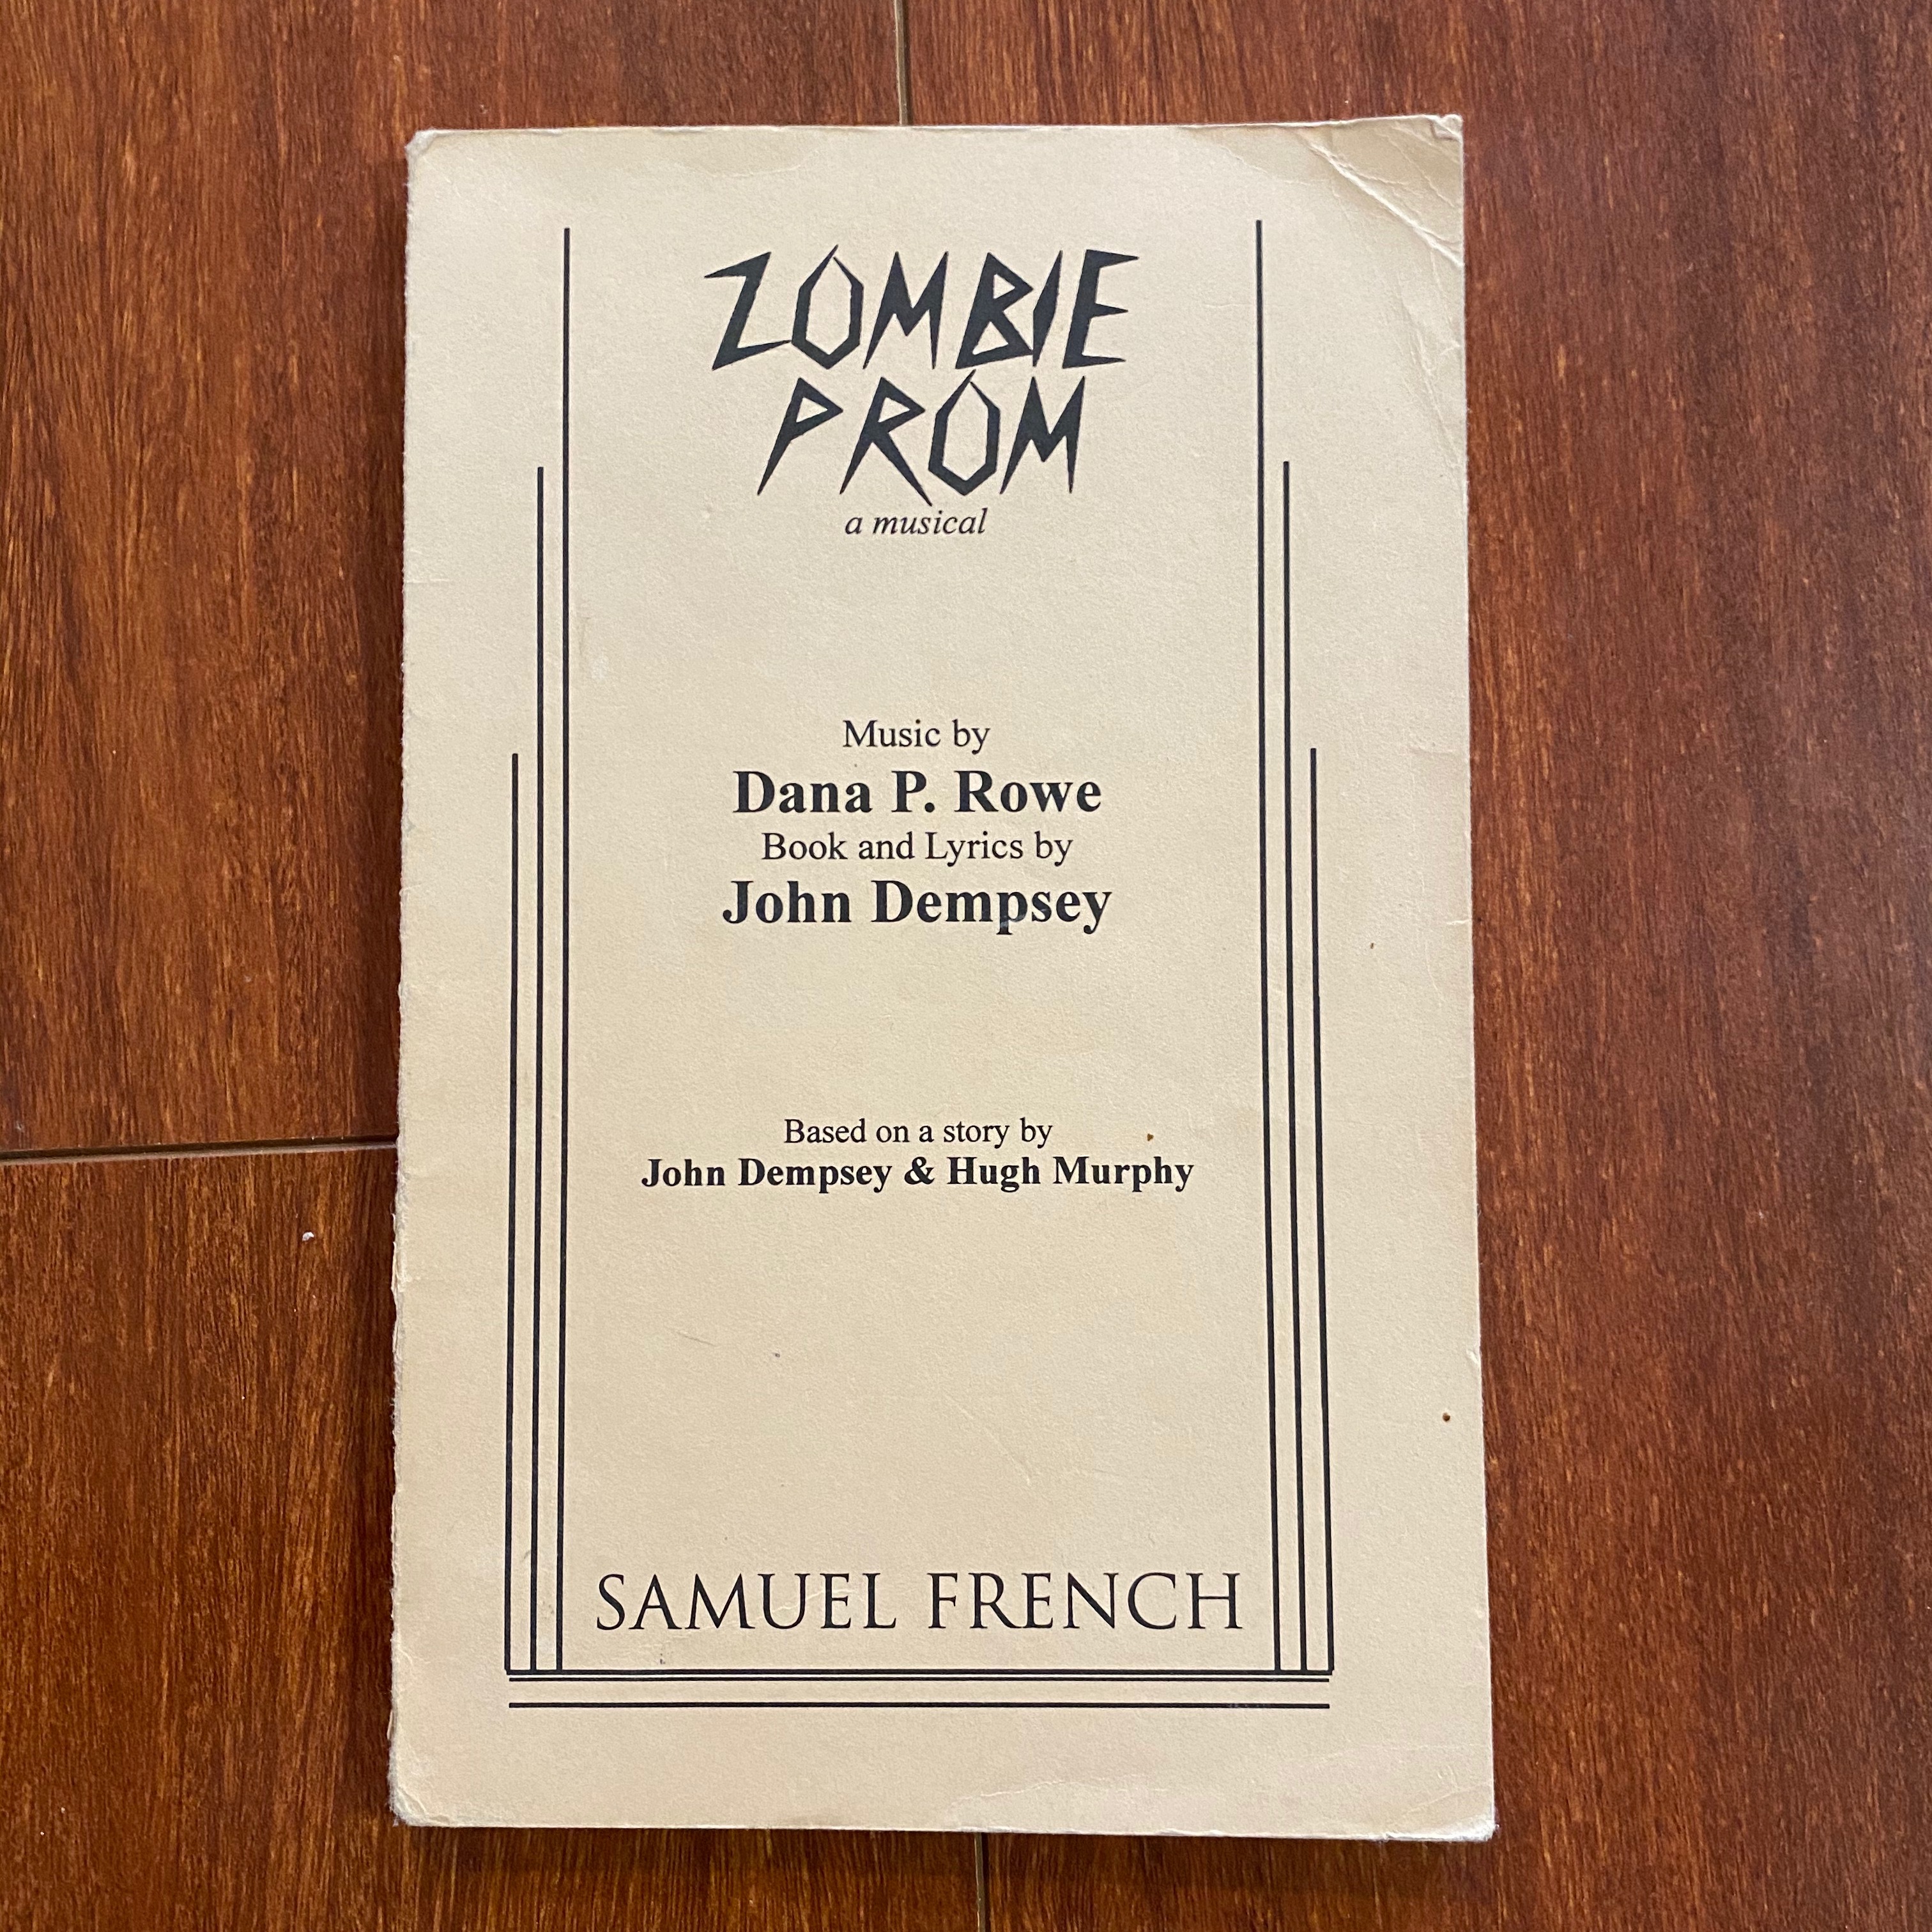 ZOMBIE
PROM
a musical
Music by
Dana P. Rowe
Book and Lyrics by
John Dempsey
Based on a story by
John Dempsey & Hugh Murphy
SAMUEL FRENCH